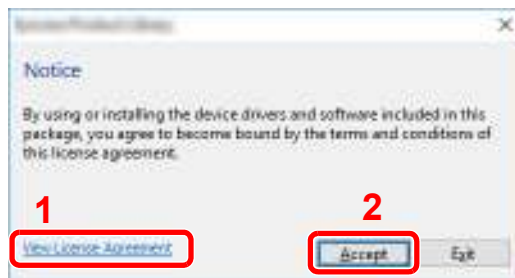 Notice
By using or installing the device drivers and software included in this
package, you agree to become bound by the terms and conditions of
this license agreement.
1
2
View License Agreement
Accept
Exit